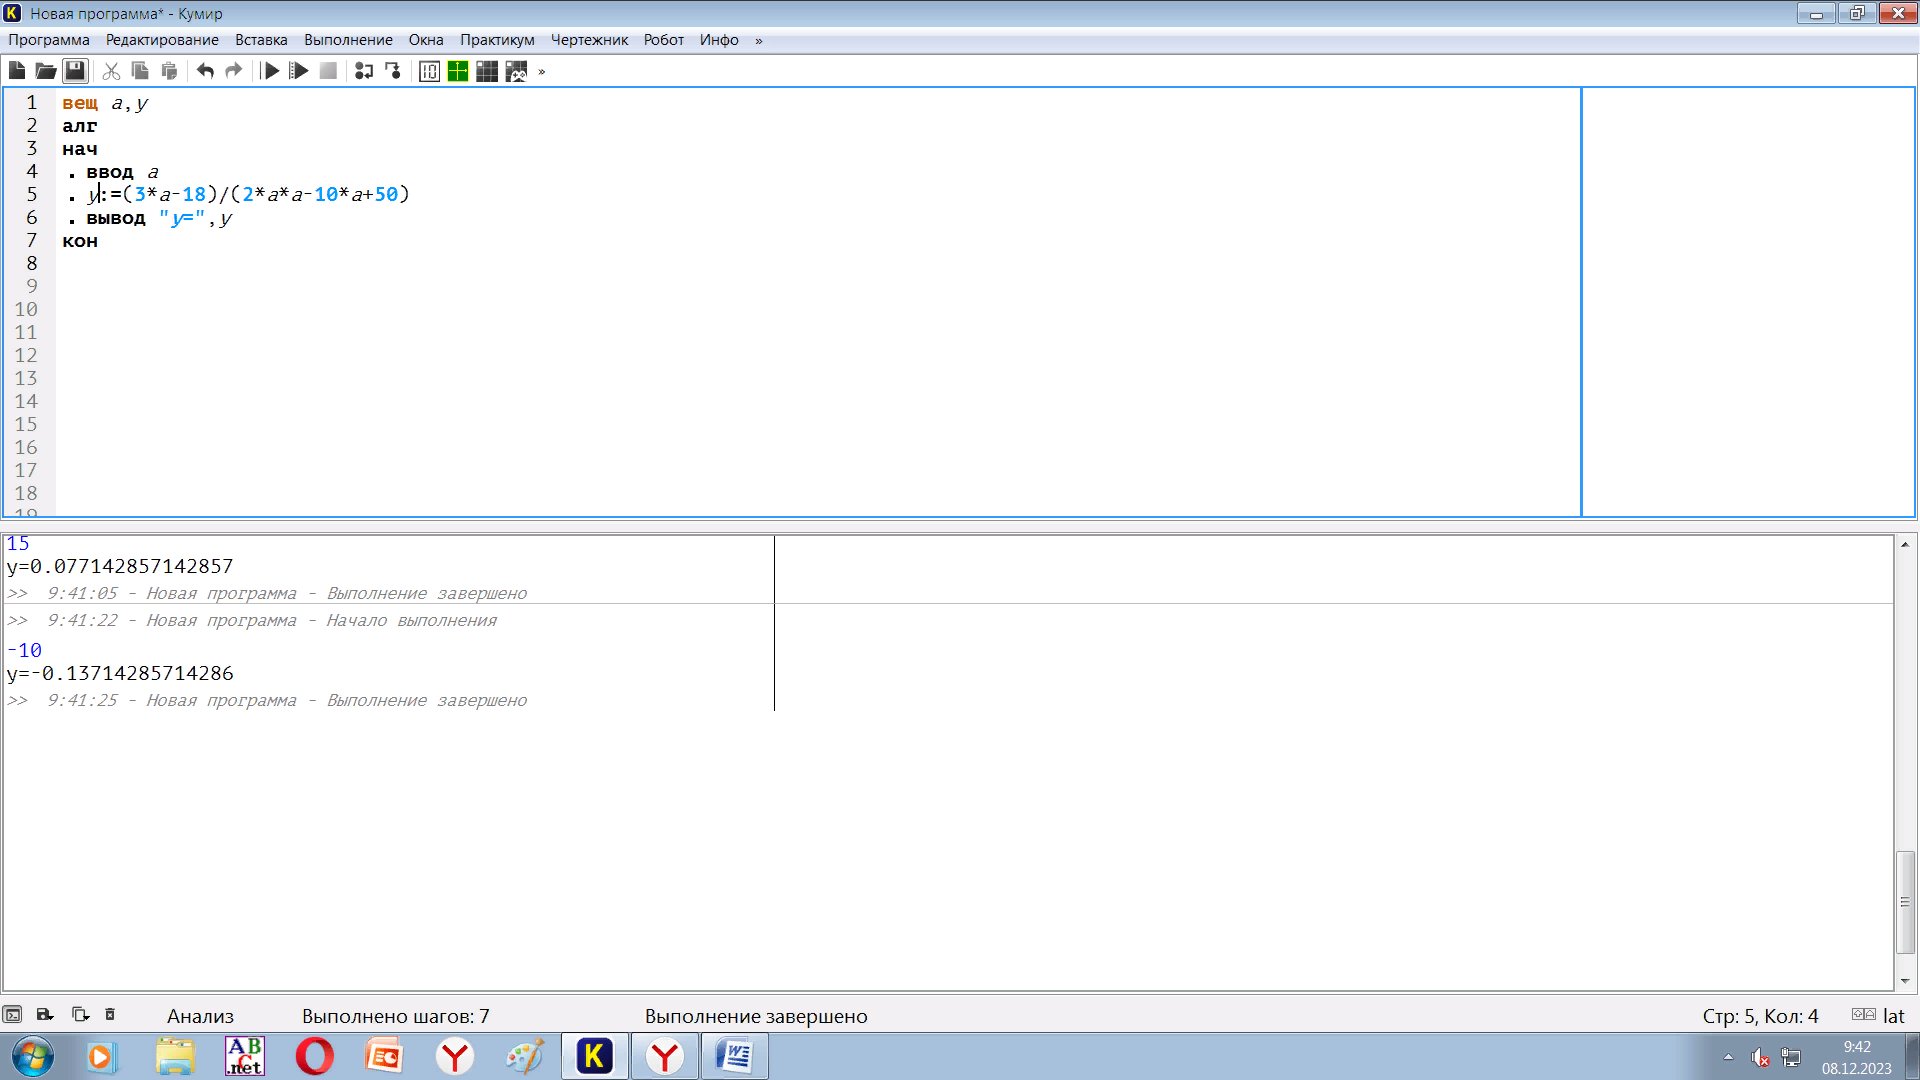 Новая программа* - Кумир
Программа Редактирование Вставка Выполнение Окна Практикум Чертежник Робот Инфо »
»
1 вещ a,y
2 алг
3 нач
4 . ввод a
5 . y:=(3*a-18)/(2*a*a-10*a+50)
6 . вывод "y=",y
7 кон
8
9
10
11
12
13
14
15
16
17
18
19
15
y=0.077142857142857
>> 9:41:05 - Новая программа - Выполнение завершено
>> 9:41:22 - Новая программа - Начало выполнения
-10
y=-0.13714285714286
>> 9:41:25 - Новая программа - Выполнение завершено
Анализ Выполнено шагов: 7 Выполнение завершено Стр: 5, Кол: 4 lat
9:42
08.12.2023